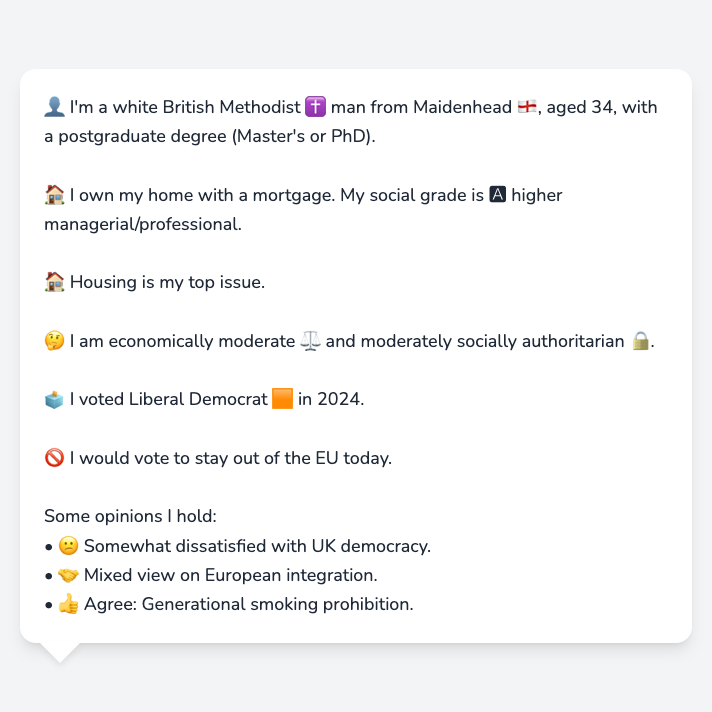 👤 I'm a white British Methodist ✝️ man from Maidenhead 🏴󠁧󠁢󠁥󠁮󠁧󠁿, aged 34, with
a postgraduate degree (Master's or PhD).
🏠 I own my home with a mortgage. My social grade is 🅰 higher
managerial/professional.
🏠 Housing is my top issue.
🤔 I am economically moderate ⚖️ and moderately socially authoritarian 🔒.
🗳️ I voted Liberal Democrat 🟧 in 2024.
🚫 I would vote to stay out of the EU today.
Some opinions I hold:
• 😕 Somewhat dissatisfied with UK democracy.
• 🤝 Mixed view on European integration.
• 👍 Agree: Generational smoking prohibition.